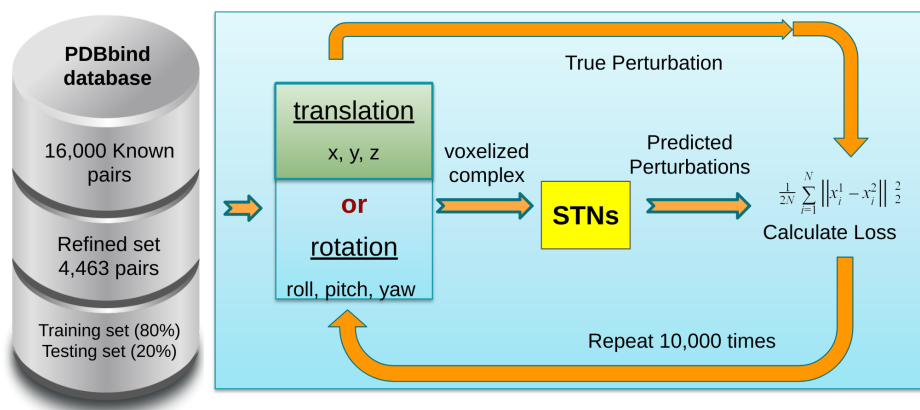 PDBbind
database
16,000 Known
pairs
Refined set
4,463 pairs
Training set (80%)
Testing set (20%)
translation
x, y, z
or
rotation
roll, pitch, yaw
voxelized
complex
STNs
True Perturbation
Predicted
Perturbations
$\frac{1}{2N} \sum_{i=1}^{N} \left\| x_i^1 - x_i^2 \right\|_2^2$
Calculate Loss
Repeat 10,000 times